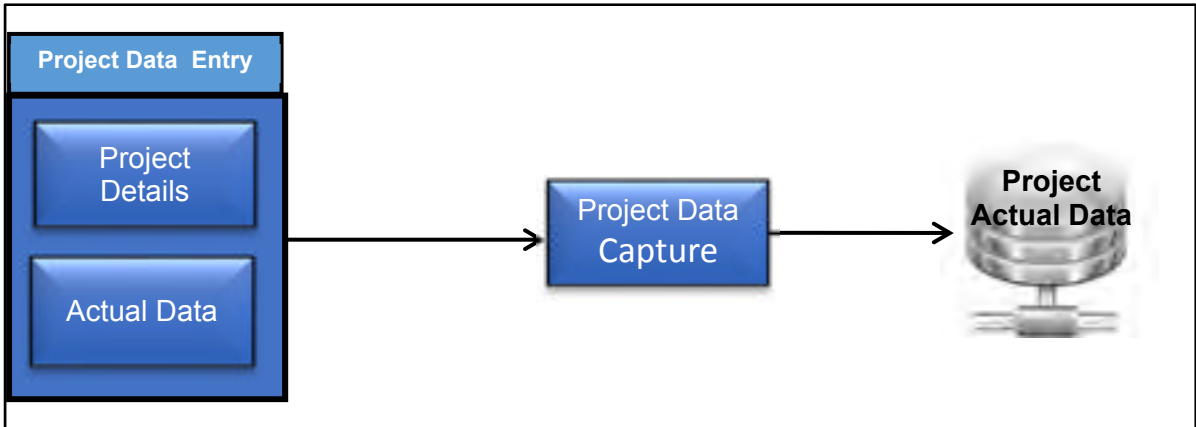 Project Data Entry
Project
Details
Actual Data
Project Data
Capture
Project
Actual Data